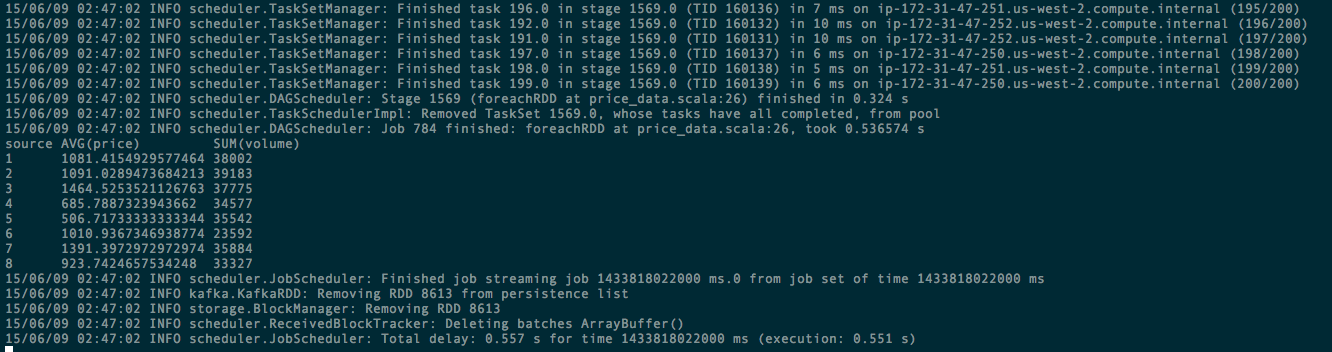 15/06/09 02:47:02 INFO scheduler.TaskSetManager: Finished task 196.0 in stage 1569.0 (TID 160136) in 7 ms on ip-172-31-47-251.us-west-2.compute.internal (195/200)
15/06/09 02:47:02 INFO scheduler.TaskSetManager: Finished task 192.0 in stage 1569.0 (TID 160132) in 10 ms on ip-172-31-47-252.us-west-2.compute.internal (196/200)
15/06/09 02:47:02 INFO scheduler.TaskSetManager: Finished task 191.0 in stage 1569.0 (TID 160131) in 10 ms on ip-172-31-47-252.us-west-2.compute.internal (197/200)
15/06/09 02:47:02 INFO scheduler.TaskSetManager: Finished task 197.0 in stage 1569.0 (TID 160137) in 6 ms on ip-172-31-47-250.us-west-2.compute.internal (198/200)
15/06/09 02:47:02 INFO scheduler.TaskSetManager: Finished task 198.0 in stage 1569.0 (TID 160138) in 5 ms on ip-172-31-47-251.us-west-2.compute.internal (199/200)
15/06/09 02:47:02 INFO scheduler.TaskSetManager: Finished task 199.0 in stage 1569.0 (TID 160139) in 6 ms on ip-172-31-47-251.us-west-2.compute.internal (200/200)
15/06/09 02:47:02 INFO scheduler.DAGScheduler: Stage 1569 (foreachRDD at price_data.scala:26) finished in 0.324 s
15/06/09 02:47:02 INFO scheduler.TaskSchedulerImpl: Removed TaskSet 1569.0, whose tasks have all completed, from pool
15/06/09 02:47:02 INFO scheduler.DAGScheduler: Job 784 finished: foreachRDD at price_data.scala:26, took 0.536574 s
source AVG(price) SUM(volume)
1 1081.4154929577464 38002
2 1091.0289473684213 39183
3 1464.5253521126763 37775
4 685.7887323943662 34577
5 506.71733333333344 35542
6 1010.9367346938774 23592
7 1391.3972972972974 35884
8 923.7424657534248 33327
15/06/09 02:47:02 INFO scheduler.JobScheduler: Finished job streaming job 1433818022000 ms.0 from job set of time 1433818022000 ms
15/06/09 02:47:02 INFO kafka.KafkaRDD: Removing RDD 8613 from persistence list
15/06/09 02:47:02 INFO storage.BlockManager: Removing RDD 8613
15/06/09 02:47:02 INFO scheduler.ReceivedBlockTracker: Deleting batches ArrayBuffer()
15/06/09 02:47:02 INFO scheduler.JobScheduler: Total delay: 0.557 s for time 1433818022000 ms (execution: 0.551 s)